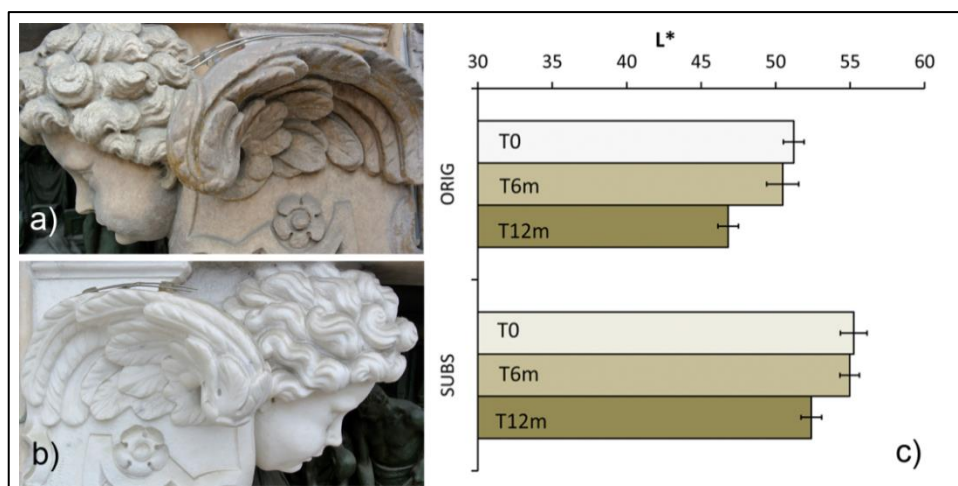 a)
b)
L*
30 35 40 45 50 55 60
ORIG
T0
T6m
T12m
SUBS
T0
T6m
T12m
c)